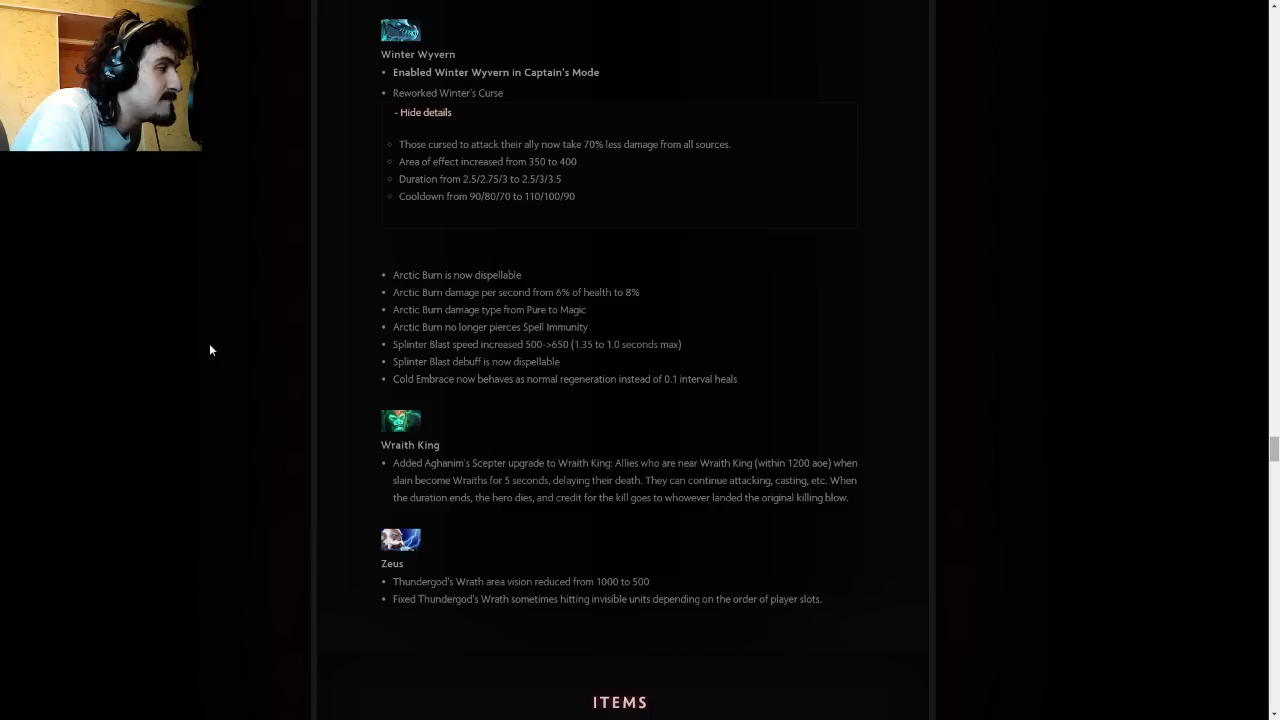 Winter Wyvern
• Enabled Winter Wyvern in Captain's Mode
• Reworked Winter's Curse
- Hide details
○ Those cursed to attack their ally now take 70% less damage from all sources.
○ Area of effect increased from 350 to 400
○ Duration from 2.5/2.75/3 to 2.5/3/3.5
○ Cooldown from 90/80/70 to 110/100/90
• Arctic Burn is now dispellable
• Arctic Burn damage per second from 6% of health to 8%
• Arctic Burn damage type from Pure to Magic
• Arctic Burn no longer pierces Spell Immunity
• Splinter Blast speed increased 500->650 (1.35 to 1.0 seconds max)
• Splinter Blast debuff is now dispellable
• Cold Embrace now behaves as normal regeneration instead of 0.1 interval heals
Wraith King
• Added Aghanim's Scepter upgrade to Wraith King: Allies who are near Wraith King (within 1200 aoe) when
slain become Wraiths for 5 seconds, delaying their death. They can continue attacking, casting, etc. When
the duration ends, the hero dies, and credit for the kill goes to whowever landed the original killing blow.
Zeus
• Thundergod's Wrath area vision reduced from 1000 to 500
• Fixed Thundergod's Wrath sometimes hitting invisible units depending on the order of player slots.
ITEMS